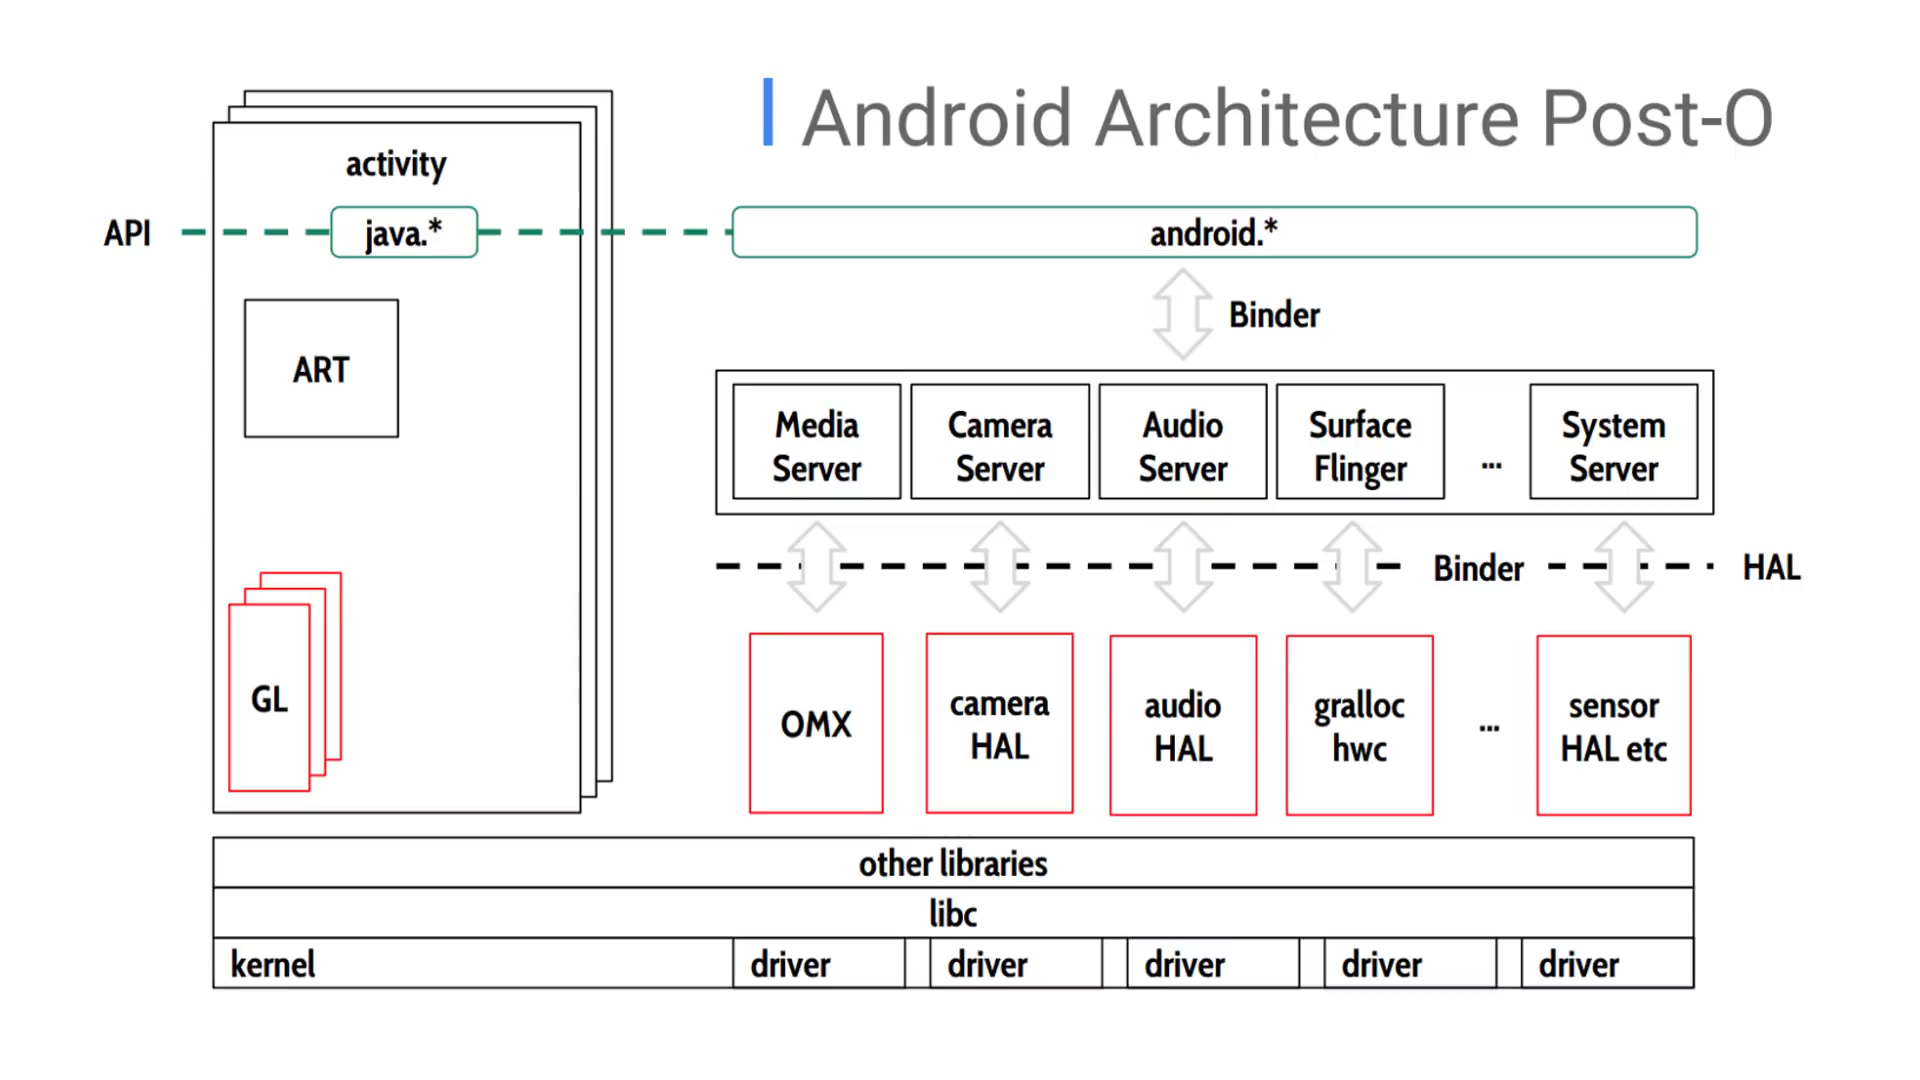 Android Architecture Post-O
activity
API
java.*
android.*
Binder
ART
Media
Server
Camera
Server
Audio
Server
Surface
Flinger
...
System
Server
Binder
HAL
GL
OMX
camera
HAL
audio
HAL
gralloc
hwc
...
sensor
HAL etc
other libraries
libc
kernel
driver
driver
driver
driver
driver